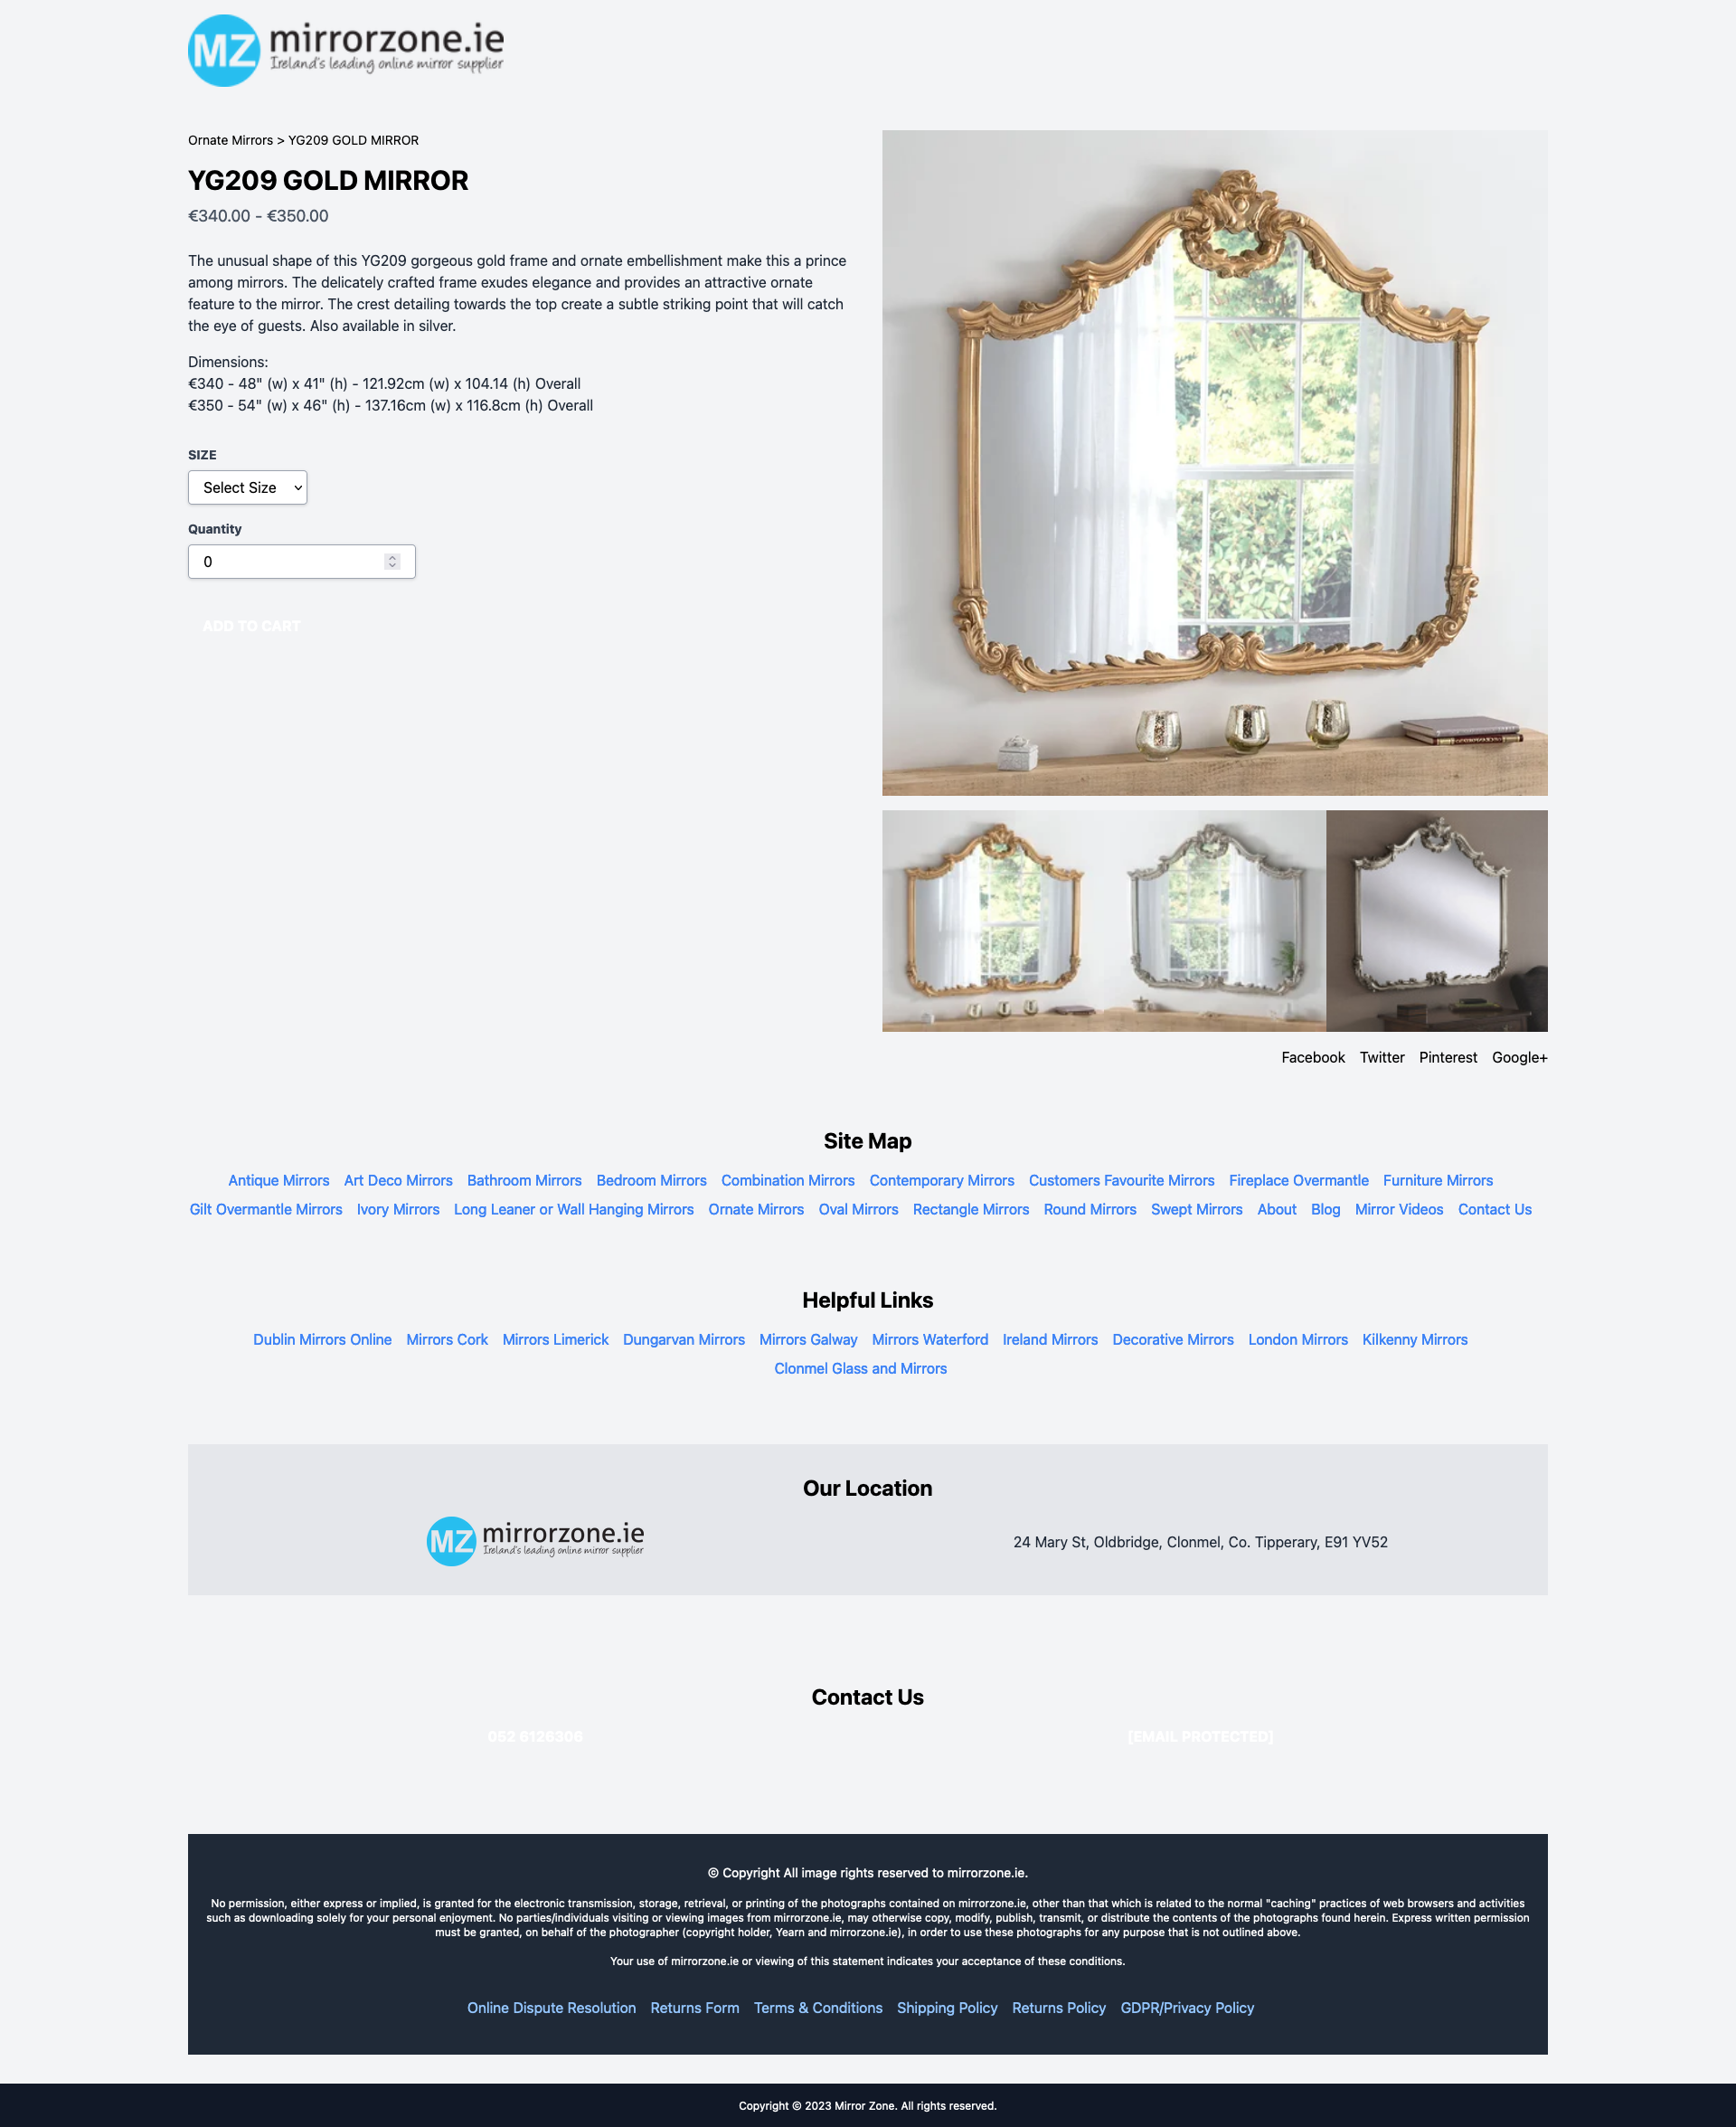 MZ mirrorzone.ie
Ireland's leading online mirror supplier
Ornate Mirrors > YG209 GOLD MIRROR
YG209 GOLD MIRROR
€340.00 - €350.00
The unusual shape of this YG209 gorgeous gold frame and ornate embellishment make this a prince
among mirrors. The delicately crafted frame exudes elegance and provides an attractive ornate
feature to the mirror. The crest detailing towards the top create a subtle striking point that will catch
the eye of guests. Also available in silver.
Dimensions:
€340 - 48" (w) x 41" (h) - 121.92cm (w) x 104.14 (h) Overall
€350 - 54" (w) x 46" (h) - 137.16cm (w) x 116.8cm (h) Overall
SIZE
Select Size
Quantity
0
ADD TO CART
Facebook Twitter Pinterest Google+
Site Map
Antique Mirrors Art Deco Mirrors Bathroom Mirrors Bedroom Mirrors Combination Mirrors Contemporary Mirrors Customers Favourite Mirrors Fireplace Overmantle Furniture Mirrors
Gilt Overmantle Mirrors Ivory Mirrors Long Leaner or Wall Hanging Mirrors Ornate Mirrors Oval Mirrors Rectangle Mirrors Round Mirrors Swept Mirrors About Blog Mirror Videos Contact Us
Helpful Links
Dublin Mirrors Online Mirrors Cork Mirrors Limerick Dungarvan Mirrors Mirrors Galway Mirrors Waterford Ireland Mirrors Decorative Mirrors London Mirrors Kilkenny Mirrors
Clonmel Glass and Mirrors
Our Location
MZ mirrorzone.ie
Ireland's leading online mirror supplier
24 Mary St, Oldbridge, Clonmel, Co. Tipperary, E91 YV52
Contact Us
052 6126306 [EMAIL PROTECTED]
© Copyright All image rights reserved to mirrorzone.ie.
No permission, either express or implied, is granted for the electronic transmission, storage, retrieval, or printing of the photographs contained on mirrorzone.ie, other than that which is related to the normal "caching" practices of web browsers and activities
such as downloading solely for your personal enjoyment. No parties/individuals visiting or viewing images from mirrorzone.ie, may otherwise copy, modify, publish, transmit, or distribute the contents of the photographs found herein. Express written permission
must be granted, on behalf of the photographer (copyright holder, Yearn and mirrorzone.ie), in order to use these photographs for any purpose that is not outlined above.
Your use of mirrorzone.ie or viewing of this statement indicates your acceptance of these conditions.
Online Dispute Resolution Returns Form Terms & Conditions Shipping Policy Returns Policy GDPR/Privacy Policy
Copyright © 2023 Mirror Zone. All rights reserved.